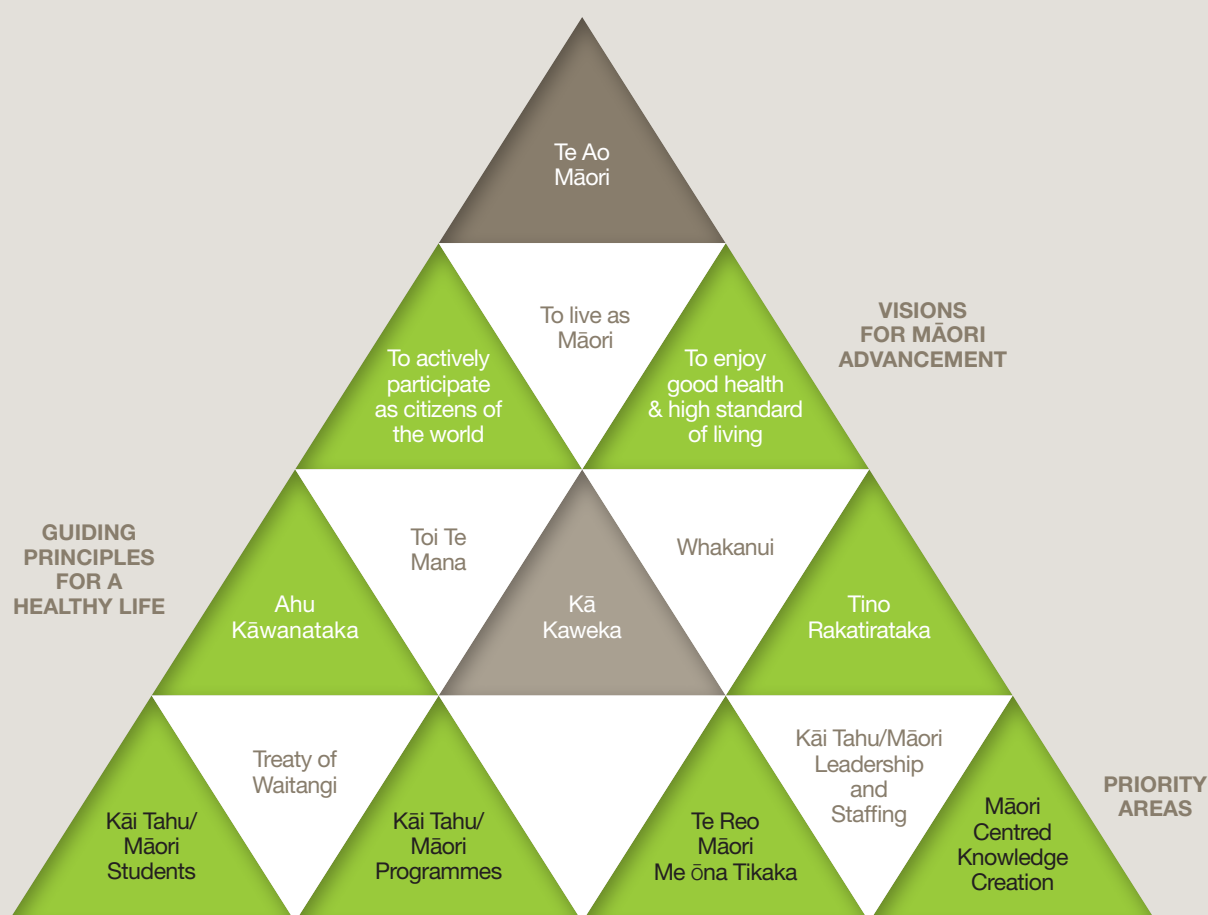 Te Ao
Māori
To live as
Māori
To actively
participate
as citizens of
the world
To enjoy
good health
& high standard
of living
VISIONS
FOR MĀORI
ADVANCEMENT
GUIDING
PRINCIPLES
FOR A
HEALTHY LIFE
Ahu
Kāwanataka
Toi Te
Mana
Kā
Kaweka
Whakanui
Tino
Rakatirataka
Kāi Tahu/
Māori
Students
Treaty of
Waitangi
Kāi Tahu/
Māori
Programmes
Te Reo
Māori
Me ōna Tikaka
Kāi Tahu/Māori
Leadership
and
Staffing
Māori
Centred
Knowledge
Creation
PRIORITY
AREAS